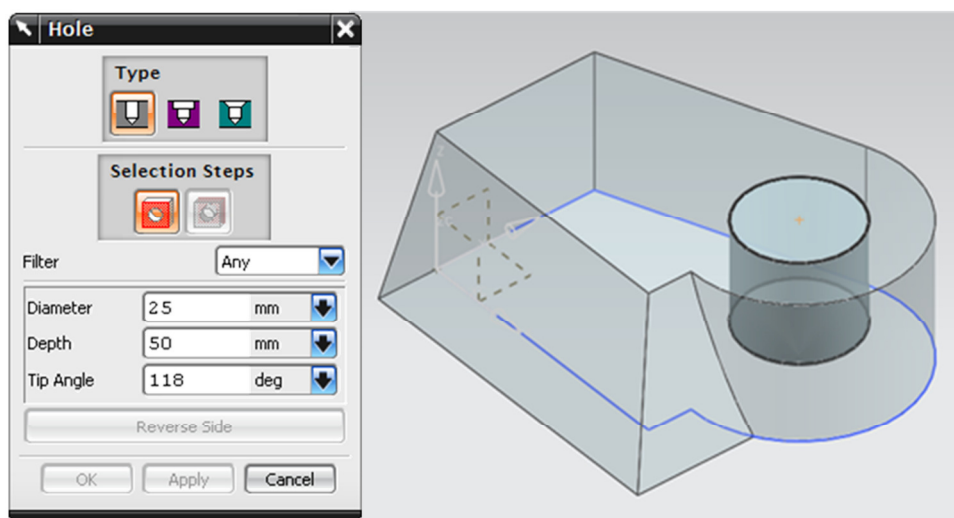 Hole
Type
Selection Steps
Filter Any
Diameter 25 mm
Depth 50 mm
Tip Angle 118 deg
Reverse Side
OK Apply Cancel
Z